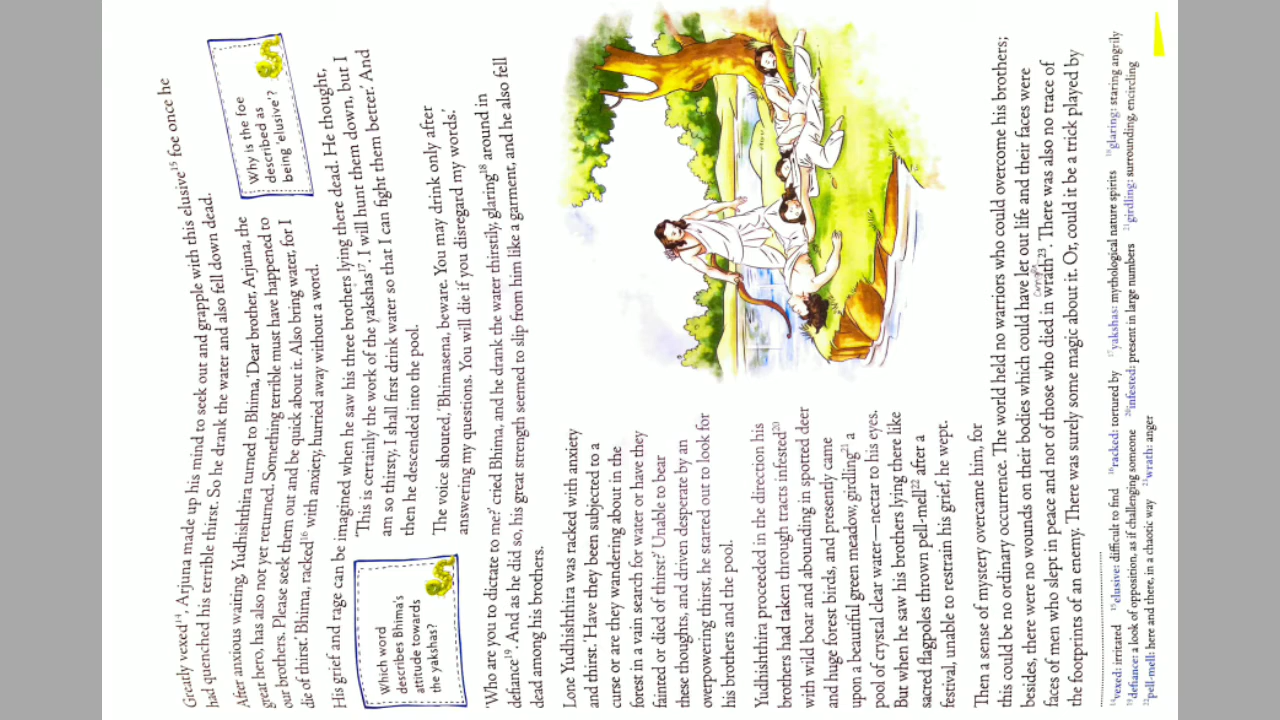 Greatly vexed¹⁴, Arjuna made up his mind to seek out and grapple with this elusive¹⁵ foe once he
had quenched his terrible thirst. So he drank the water and also fell down dead.
After anxious waiting, Yudhishthira turned to Bhima, 'Dear brother, Arjuna, the
great hero, has also not yet returned. Something terrible must have happened to
our brothers. Please seek them out and be quick about it. Also bring water, for I
die of thirst.' Bhima, racked¹⁶ with anxiety, hurried away without a word.
Why is the foe
described as
being 'elusive'?
His grief and rage can be imagined when he saw his three brothers lying there dead. He thought,
'This is certainly the work of the yakshas¹⁷. I will hunt them down, but I
am so thirsty, I shall first drink water so that I can fight them better.' And
then he descended into the pool.
The voice shouted, 'Bhimasena, beware. You may drink only after
answering my questions. You will die if you disregard my words.'
Which word
describes Bhima's
attitude towards
the yakshas?
'Who are you to dictate to me?' cried Bhima, and he drank the water thirstily, glaring¹⁸ around in
defiance¹⁹. And as he did so, his great strength seemed to slip from him like a garment, and he also fell
dead among his brothers.
Lone Yudhishthira was racked with anxiety
and thirst. 'Have they been subjected to a
curse or are they wandering about in the
forest in a vain search for water or have they
fainted or died of thirst?' Unable to bear
these thoughts and driven desperate by an
overpowering thirst, he started out to look for
his brothers and the pool.
Yudhishthira proceeded in the direction his
brothers had taken through tracts infested²⁰
with wild boar and abounding in spotted deer
and huge forest birds, and presently came
upon a beautiful green meadow, girdling²¹ a
pool of crystal clear water—nectar to his eyes.
But when he saw his brothers lying there like
sacred flagpoles thrown pell-mell²² after a
festival, unable to restrain his grief, he wept.
Then a sense of mystery overcame him, for
this could be no ordinary occurrence. The world held no warriors who could overcome his brothers;
besides, there were no wounds on their bodies which could have let out life and their faces were
faces of men who slept in peace and not of those who died in wrath²³. There was also no trace of
the footprints of an enemy. There was surely some magic about it. Or, could it be a trick played by
¹⁴vexed: irritated ¹⁵elusive: difficult to find ¹⁶racked: tortured by ¹⁷yakshas: mythological nature spirits ¹⁸glaring: staring angrily
¹⁹defiance: a look of opposition, as if challenging someone ²⁰infested: present in large numbers ²¹girdling: surrounding, encircling
²²pell-mell: here and there, in a chaotic way ²³wrath: anger